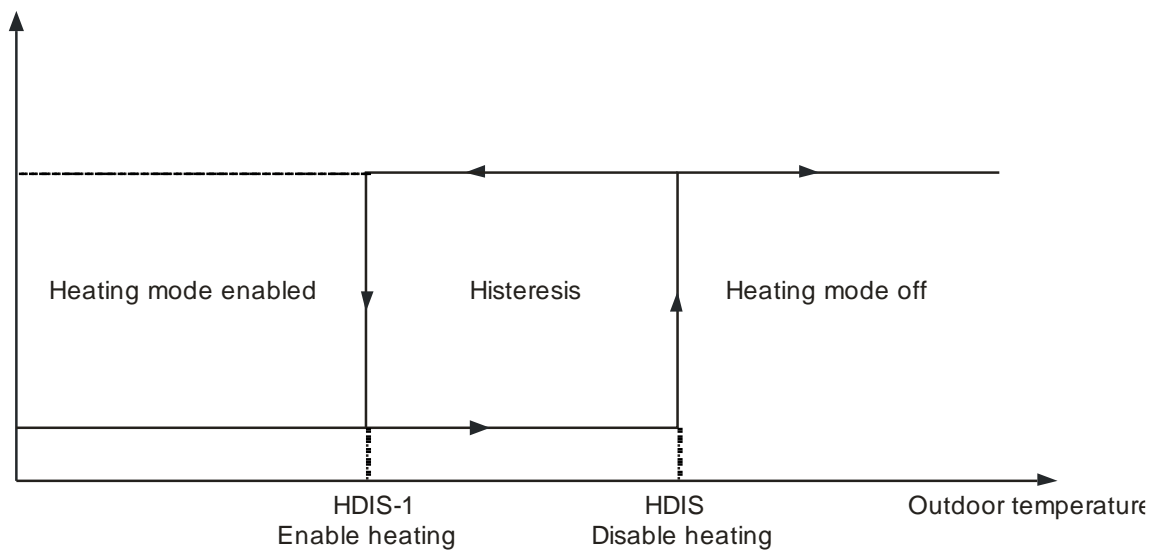 Heating mode enabled
Histeresis
Heating mode off
HDIS-1
Enable heating
HDIS
Disable heating
Outdoor temperature